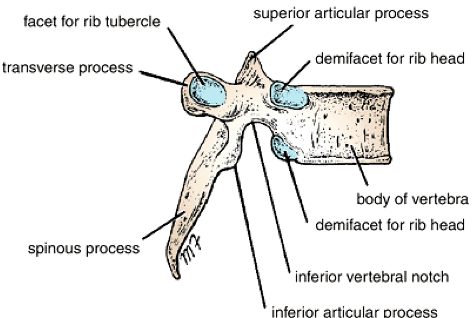 superior articular process
facet for rib tubercle
demifacet for rib head
transverse process
body of vertebra
demifacet for rib head
spinous process
inferior vertebral notch
inferior articular process